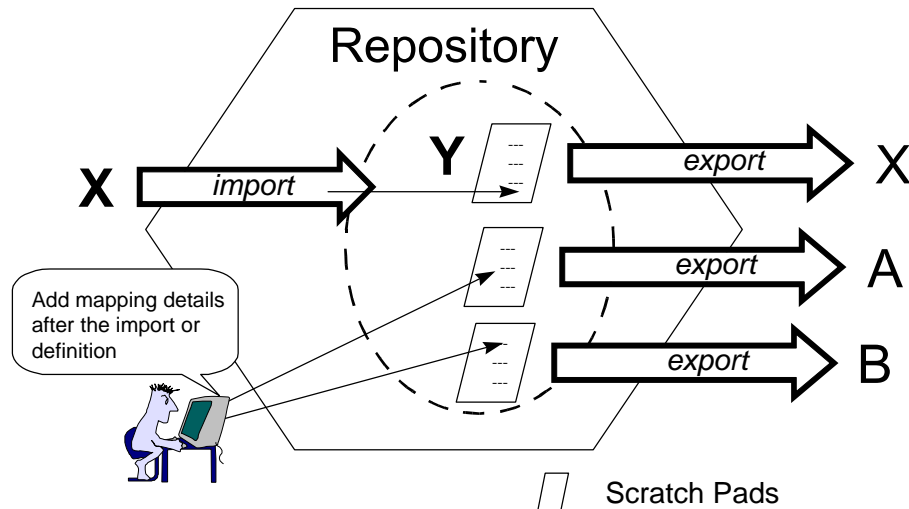 Repository
X
import
Y
---
---
---
export
X
---
---
---
export
A
Add mapping details
after the import or
definition
---
---
---
export
B
Scratch Pads